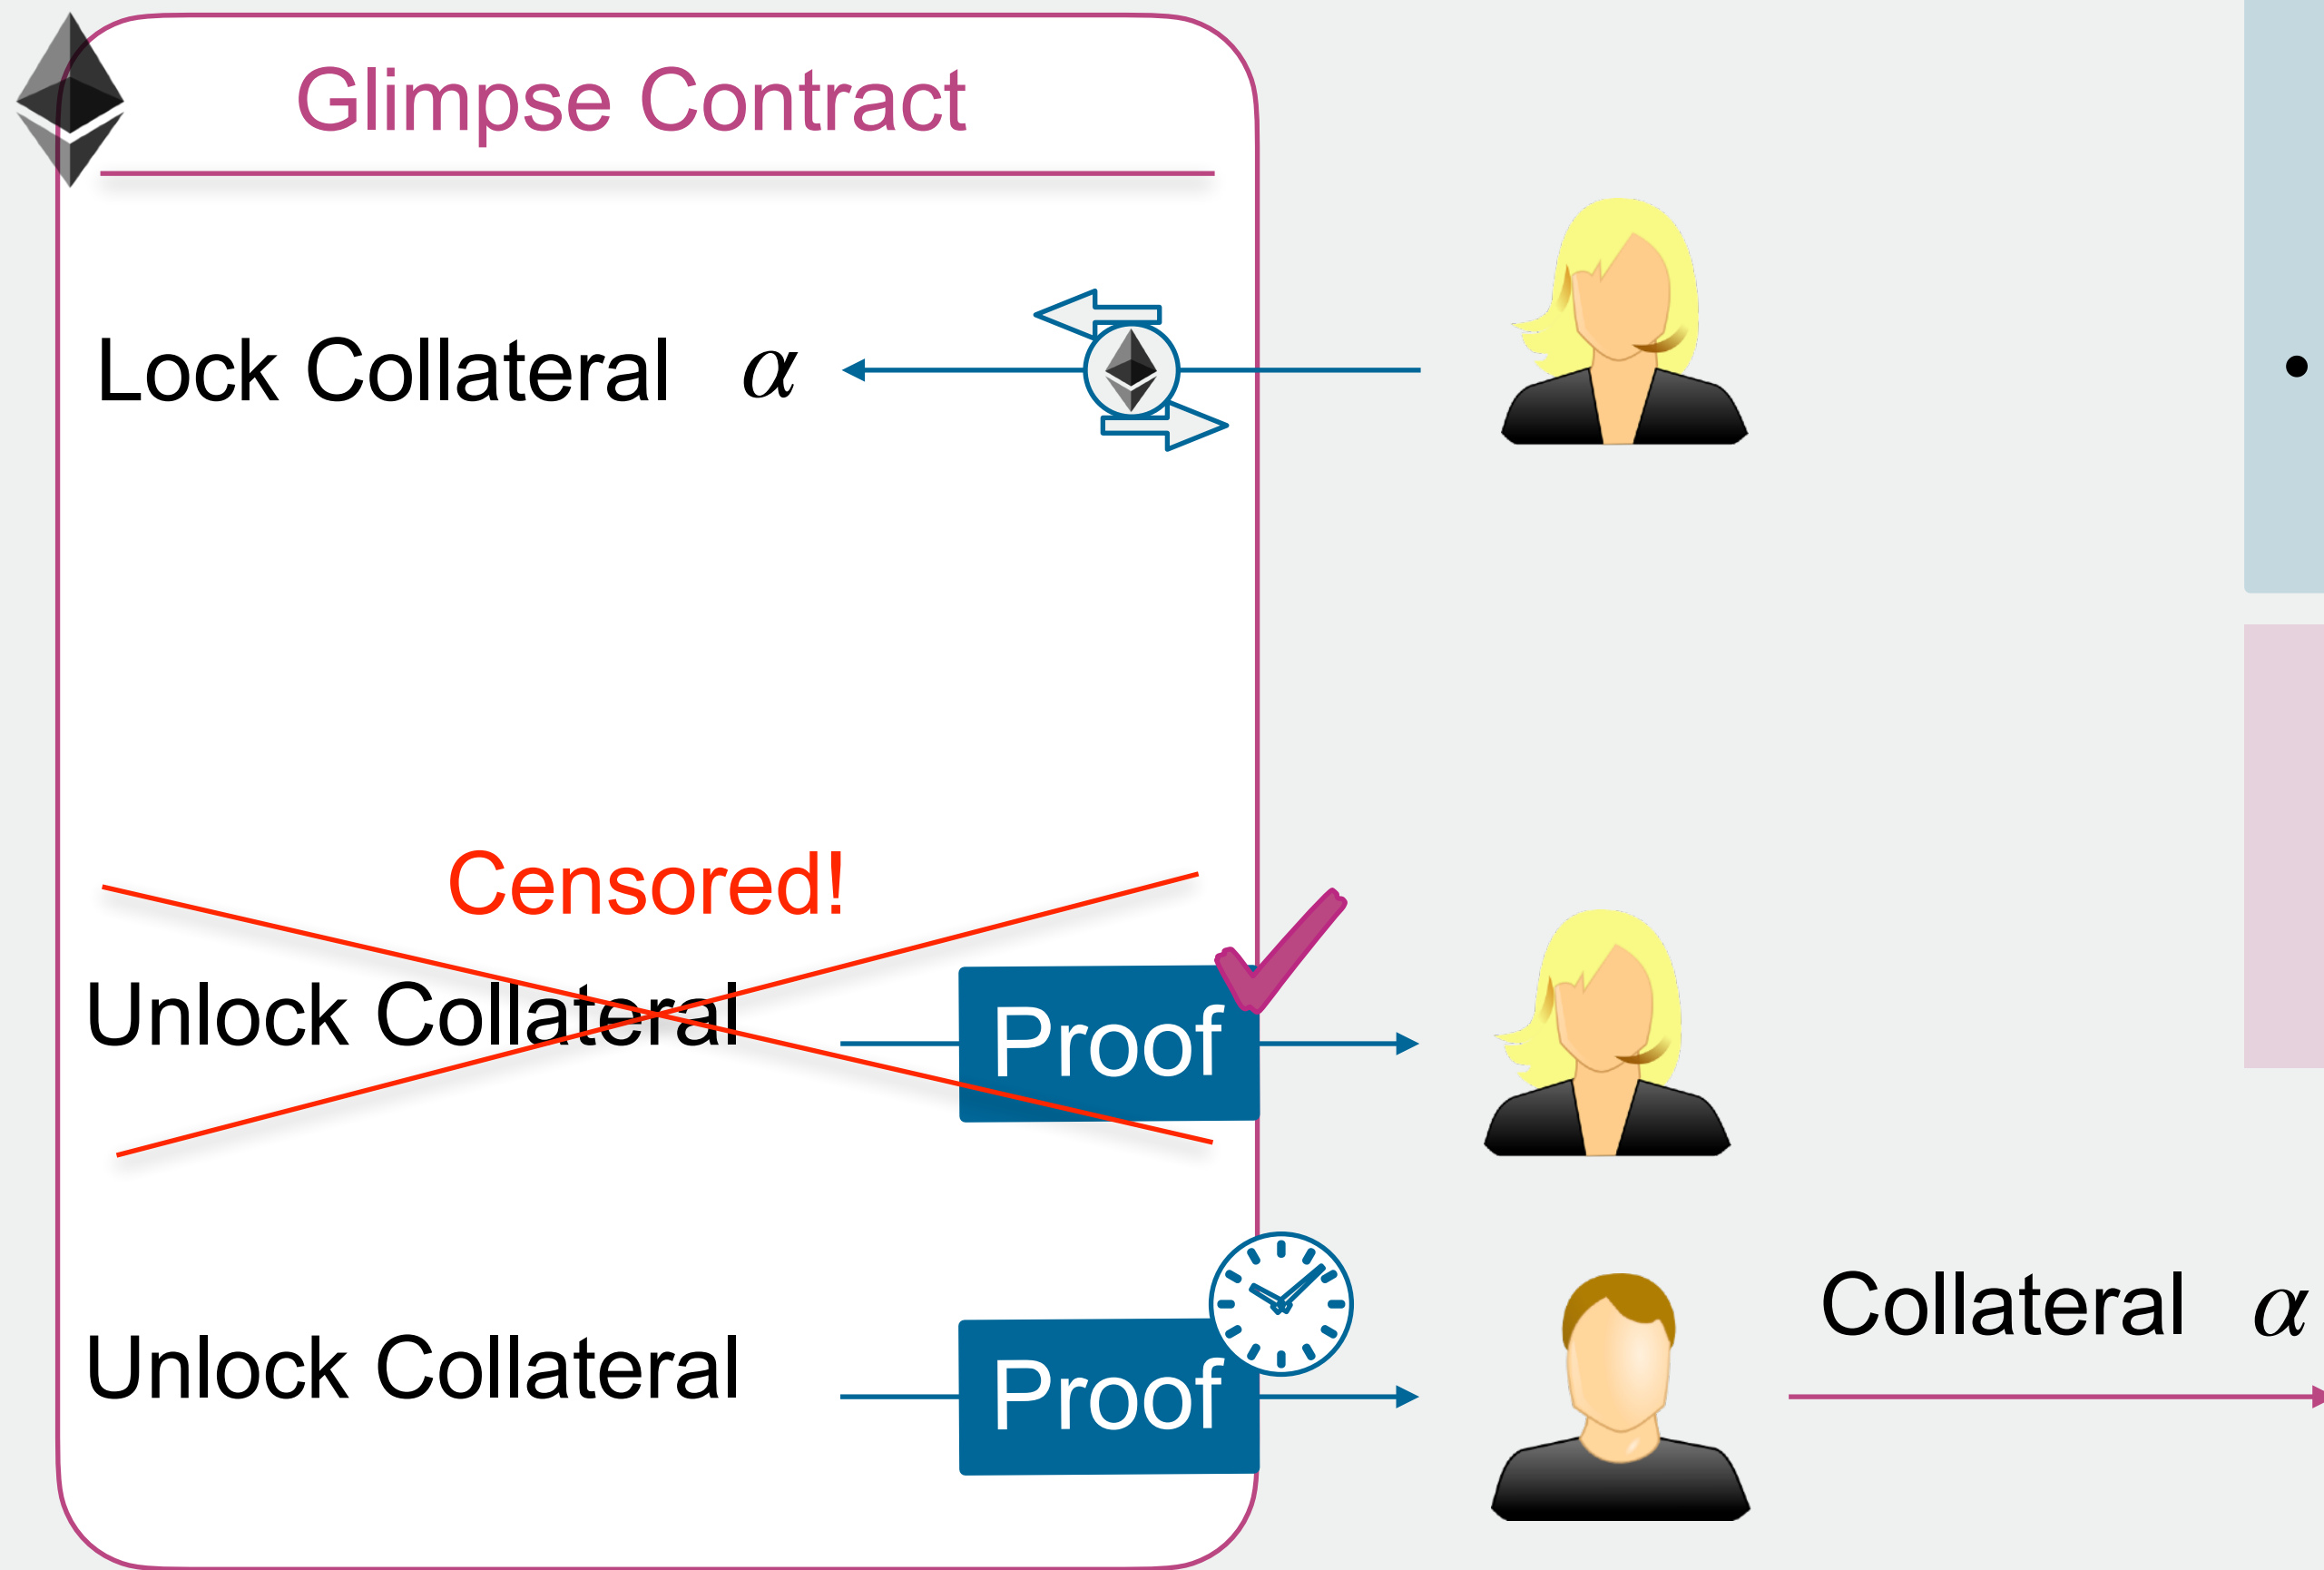 Glimpse Contract
Lock Collateral α
•
Censored!
Unlock Collateral
Proof
Collateral α
Unlock Collateral
Proof